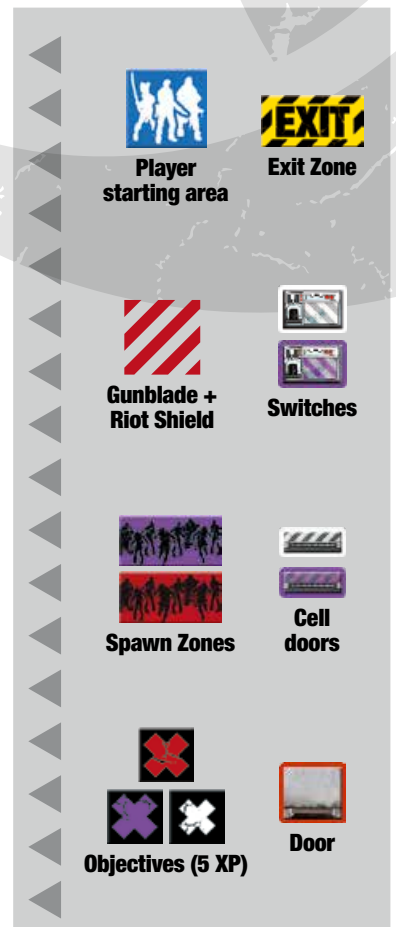 Player
starting area
EXIT
Exit Zone
Gunblade +
Riot Shield
Switches
Spawn Zones
Cell
doors
Objectives (5 XP)
Door